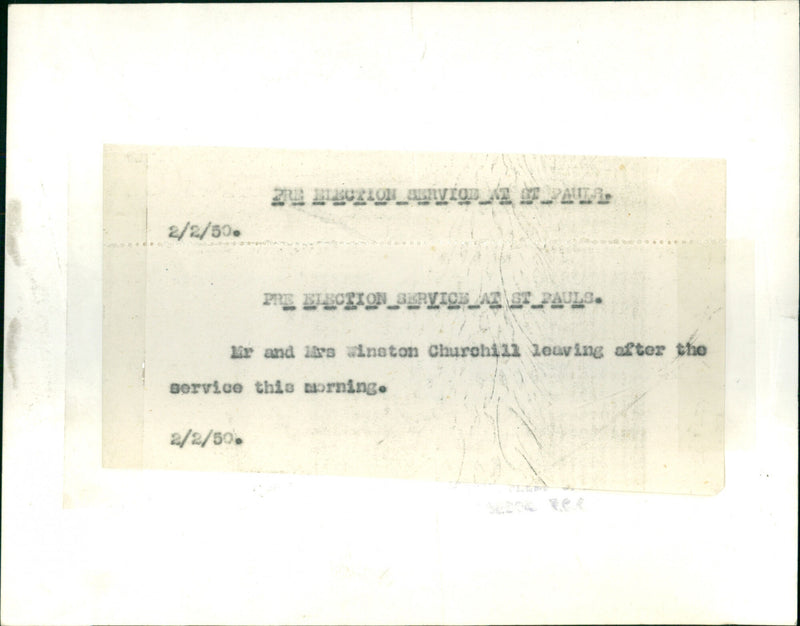 PRE ELECTION SERVICE AT ST PAULS.
2/2/50.
PRE ELECTION SERVICE AT ST PAULS.
Mr and Mrs Winston Churchill leaving after the
service this morning.
2/2/50.